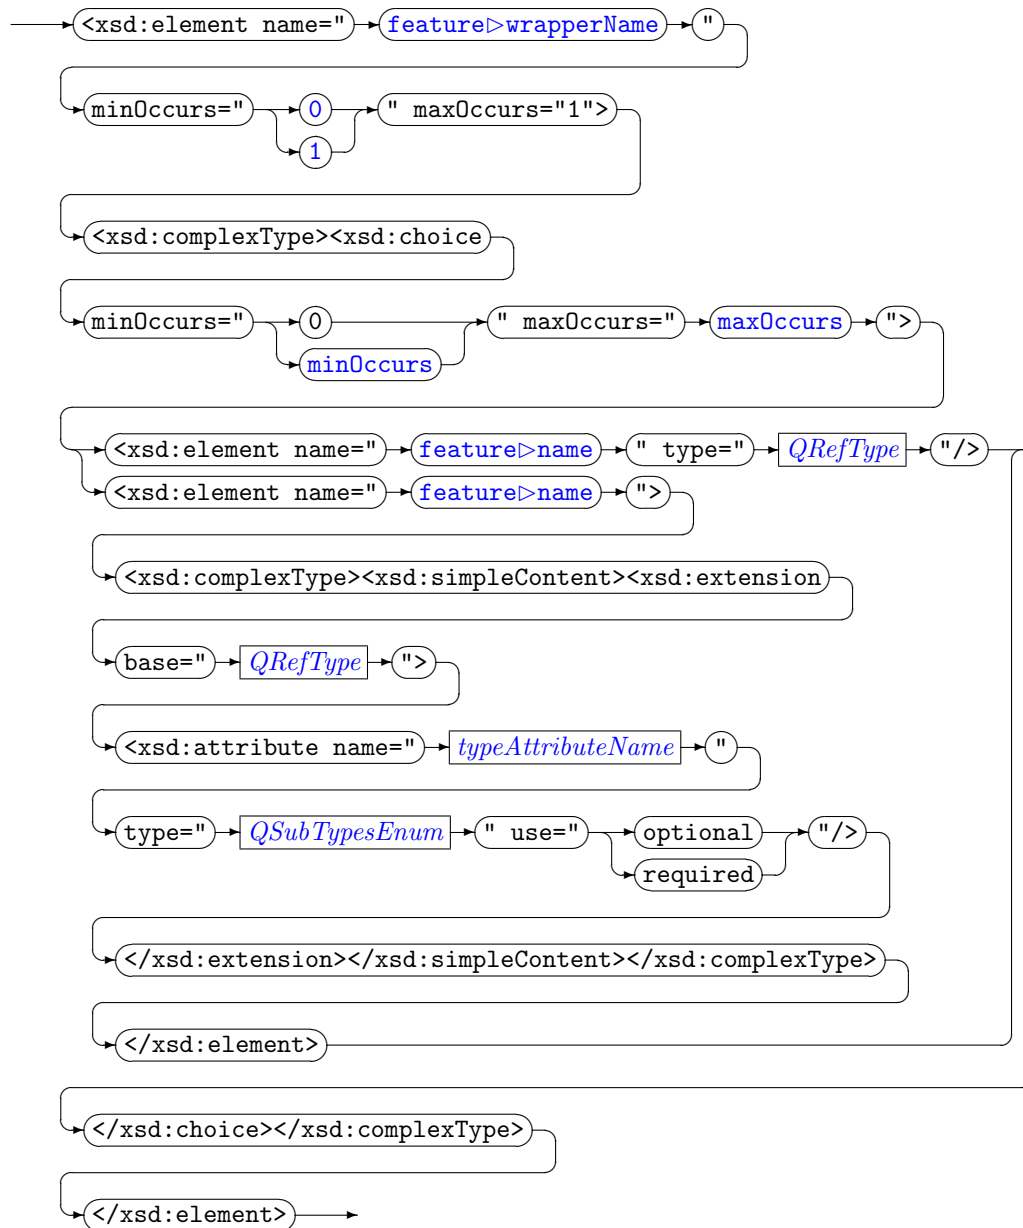 <xsd:element name=" feature▷wrapperName "
minOccurs=" 0 " maxOccurs="1">
1
<xsd:complexType><xsd:choice
minOccurs=" 0 " maxOccurs=" maxOccurs ">
minOccurs
<xsd:element name=" feature▷name " type=" QRefType "/>
<xsd:element name=" feature▷name ">
<xsd:complexType><xsd:simpleContent><xsd:extension
base=" QRefType ">
<xsd:attribute name=" typeAttributeName "
type=" QSubTypesEnum " use=" optional "/>
required
</xsd:extension></xsd:simpleContent></xsd:complexType>
</xsd:element>
</xsd:choice></xsd:complexType>
</xsd:element>